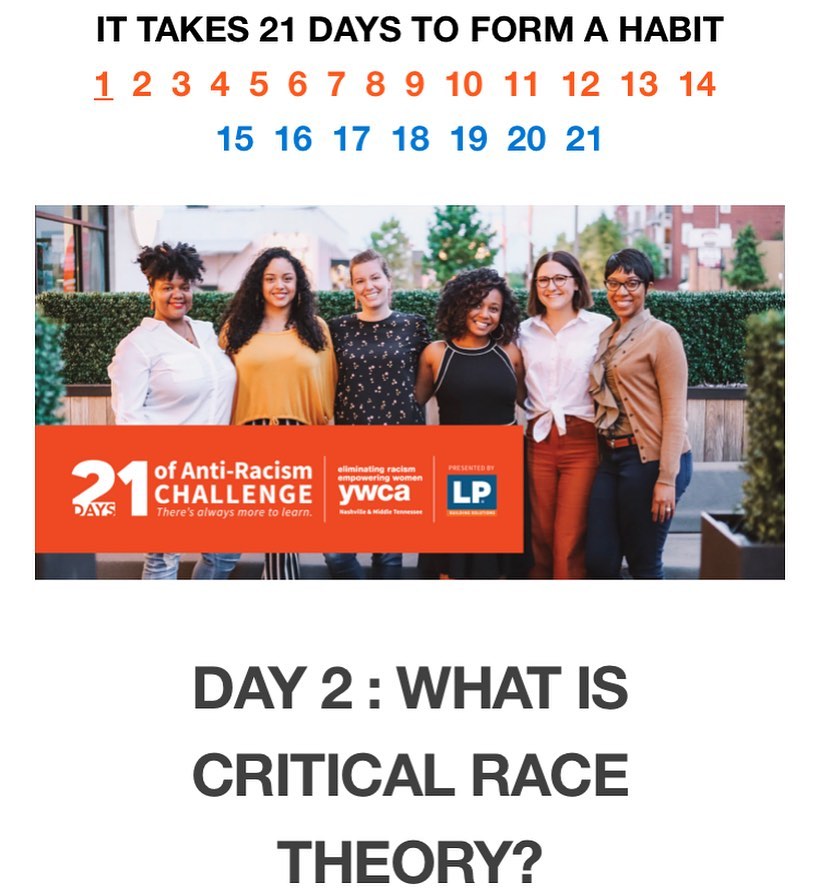 IT TAKES 21 DAYS TO FORM A HABIT
1 2 3 4 5 6 7 8 9 10 11 12 13 14
15 16 17 18 19 20 21
21
DAYS
of Anti-Racism
CHALLENGE
There's always more to learn.
eliminating racism
empowering women
ywca
Nashville & Middle Tennessee
PRESENTED BY
LP
BUILDING SOLUTIONS
DAY 2 : WHAT IS
CRITICAL RACE
THEORY?